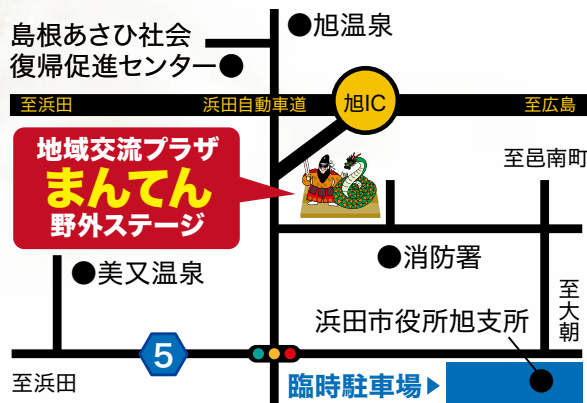 島根あさひ社会
復帰促進センター●
●旭温泉
至浜田
浜田自動車道
旭IC
至広島
地域交流プラザ
まんてん
野外ステージ
至邑南町
●消防署
●美又温泉
至大朝
浜田市役所旭支所
5
至浜田
臨時駐車場▶